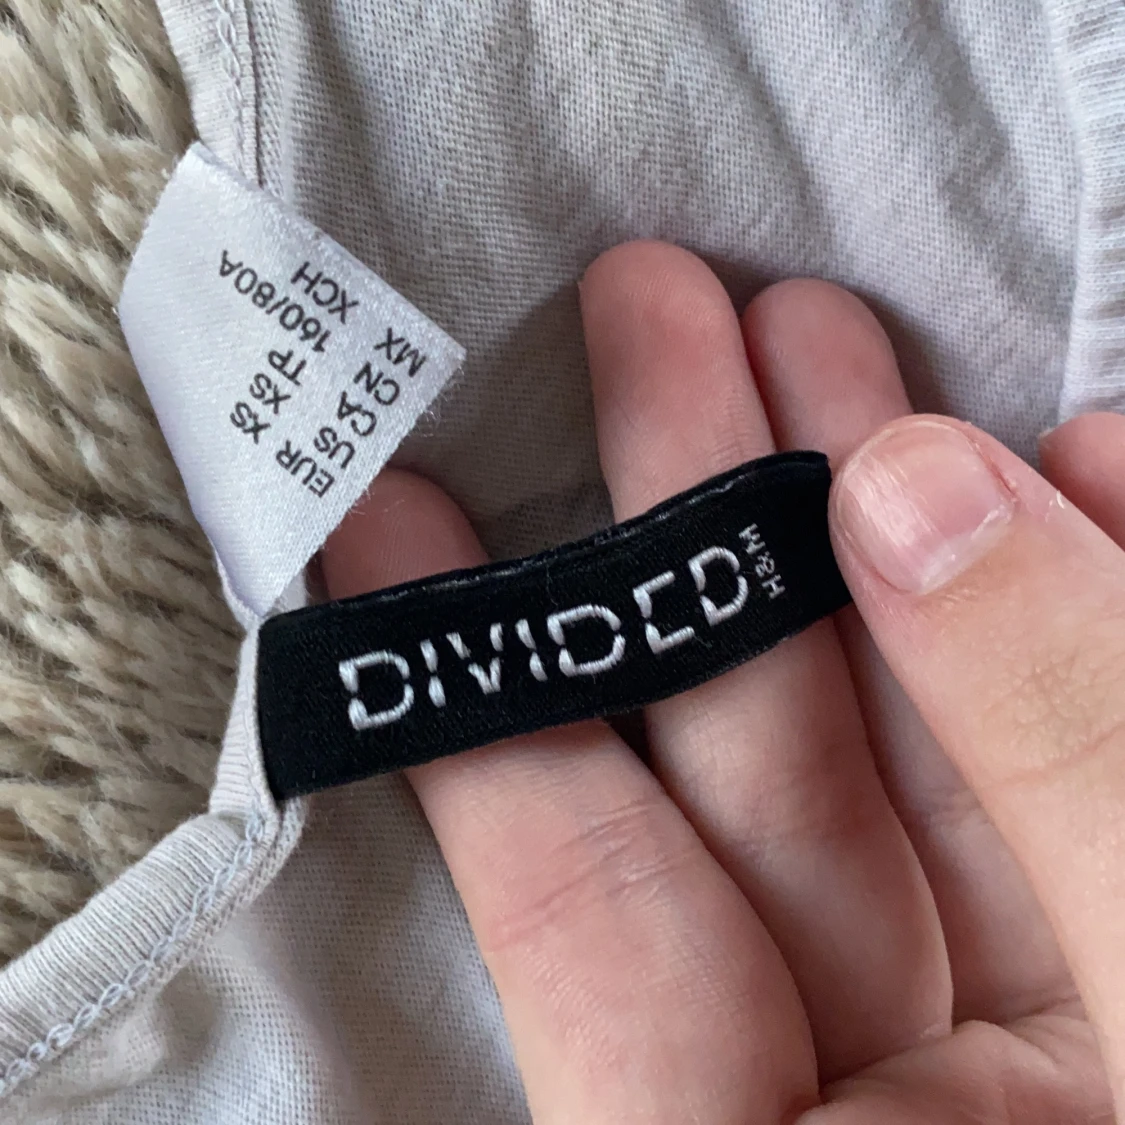 DIVIDED
H&M
EUR XS
US XS
CA TP
CN 160/80A
MX XCH